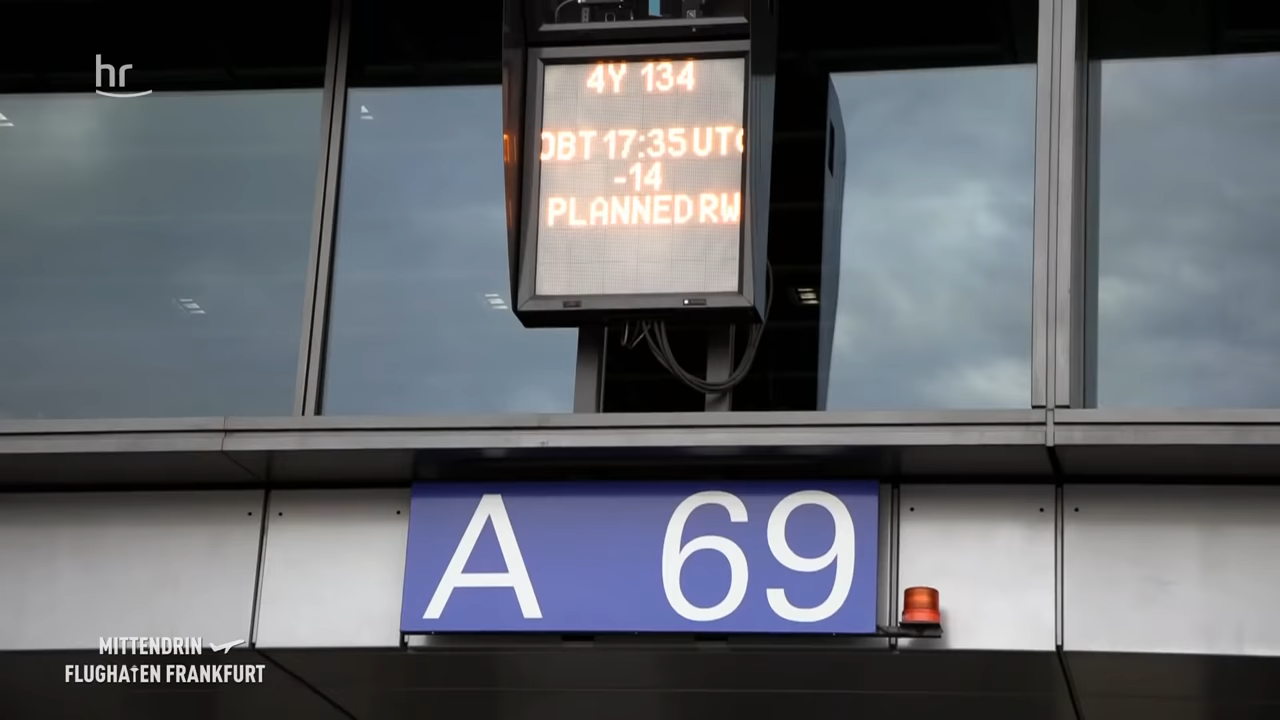 hr
4Y 134
OBT 17:35 UTC
-14
PLANNED RW
A 69
MITTENDRIN
FLUGHAFEN FRANKFURT